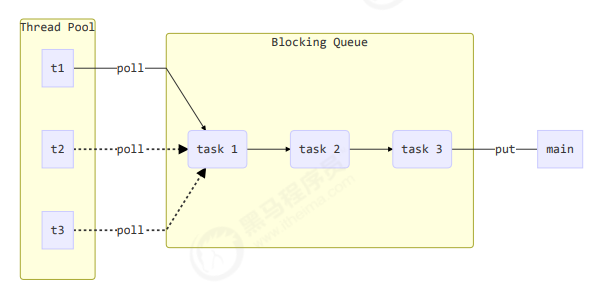 Thread Pool
Blocking Queue
t1
poll
t2
poll
task 1
task 2
task 3
put
main
t3
poll
黑马程序员
www.itheima.com